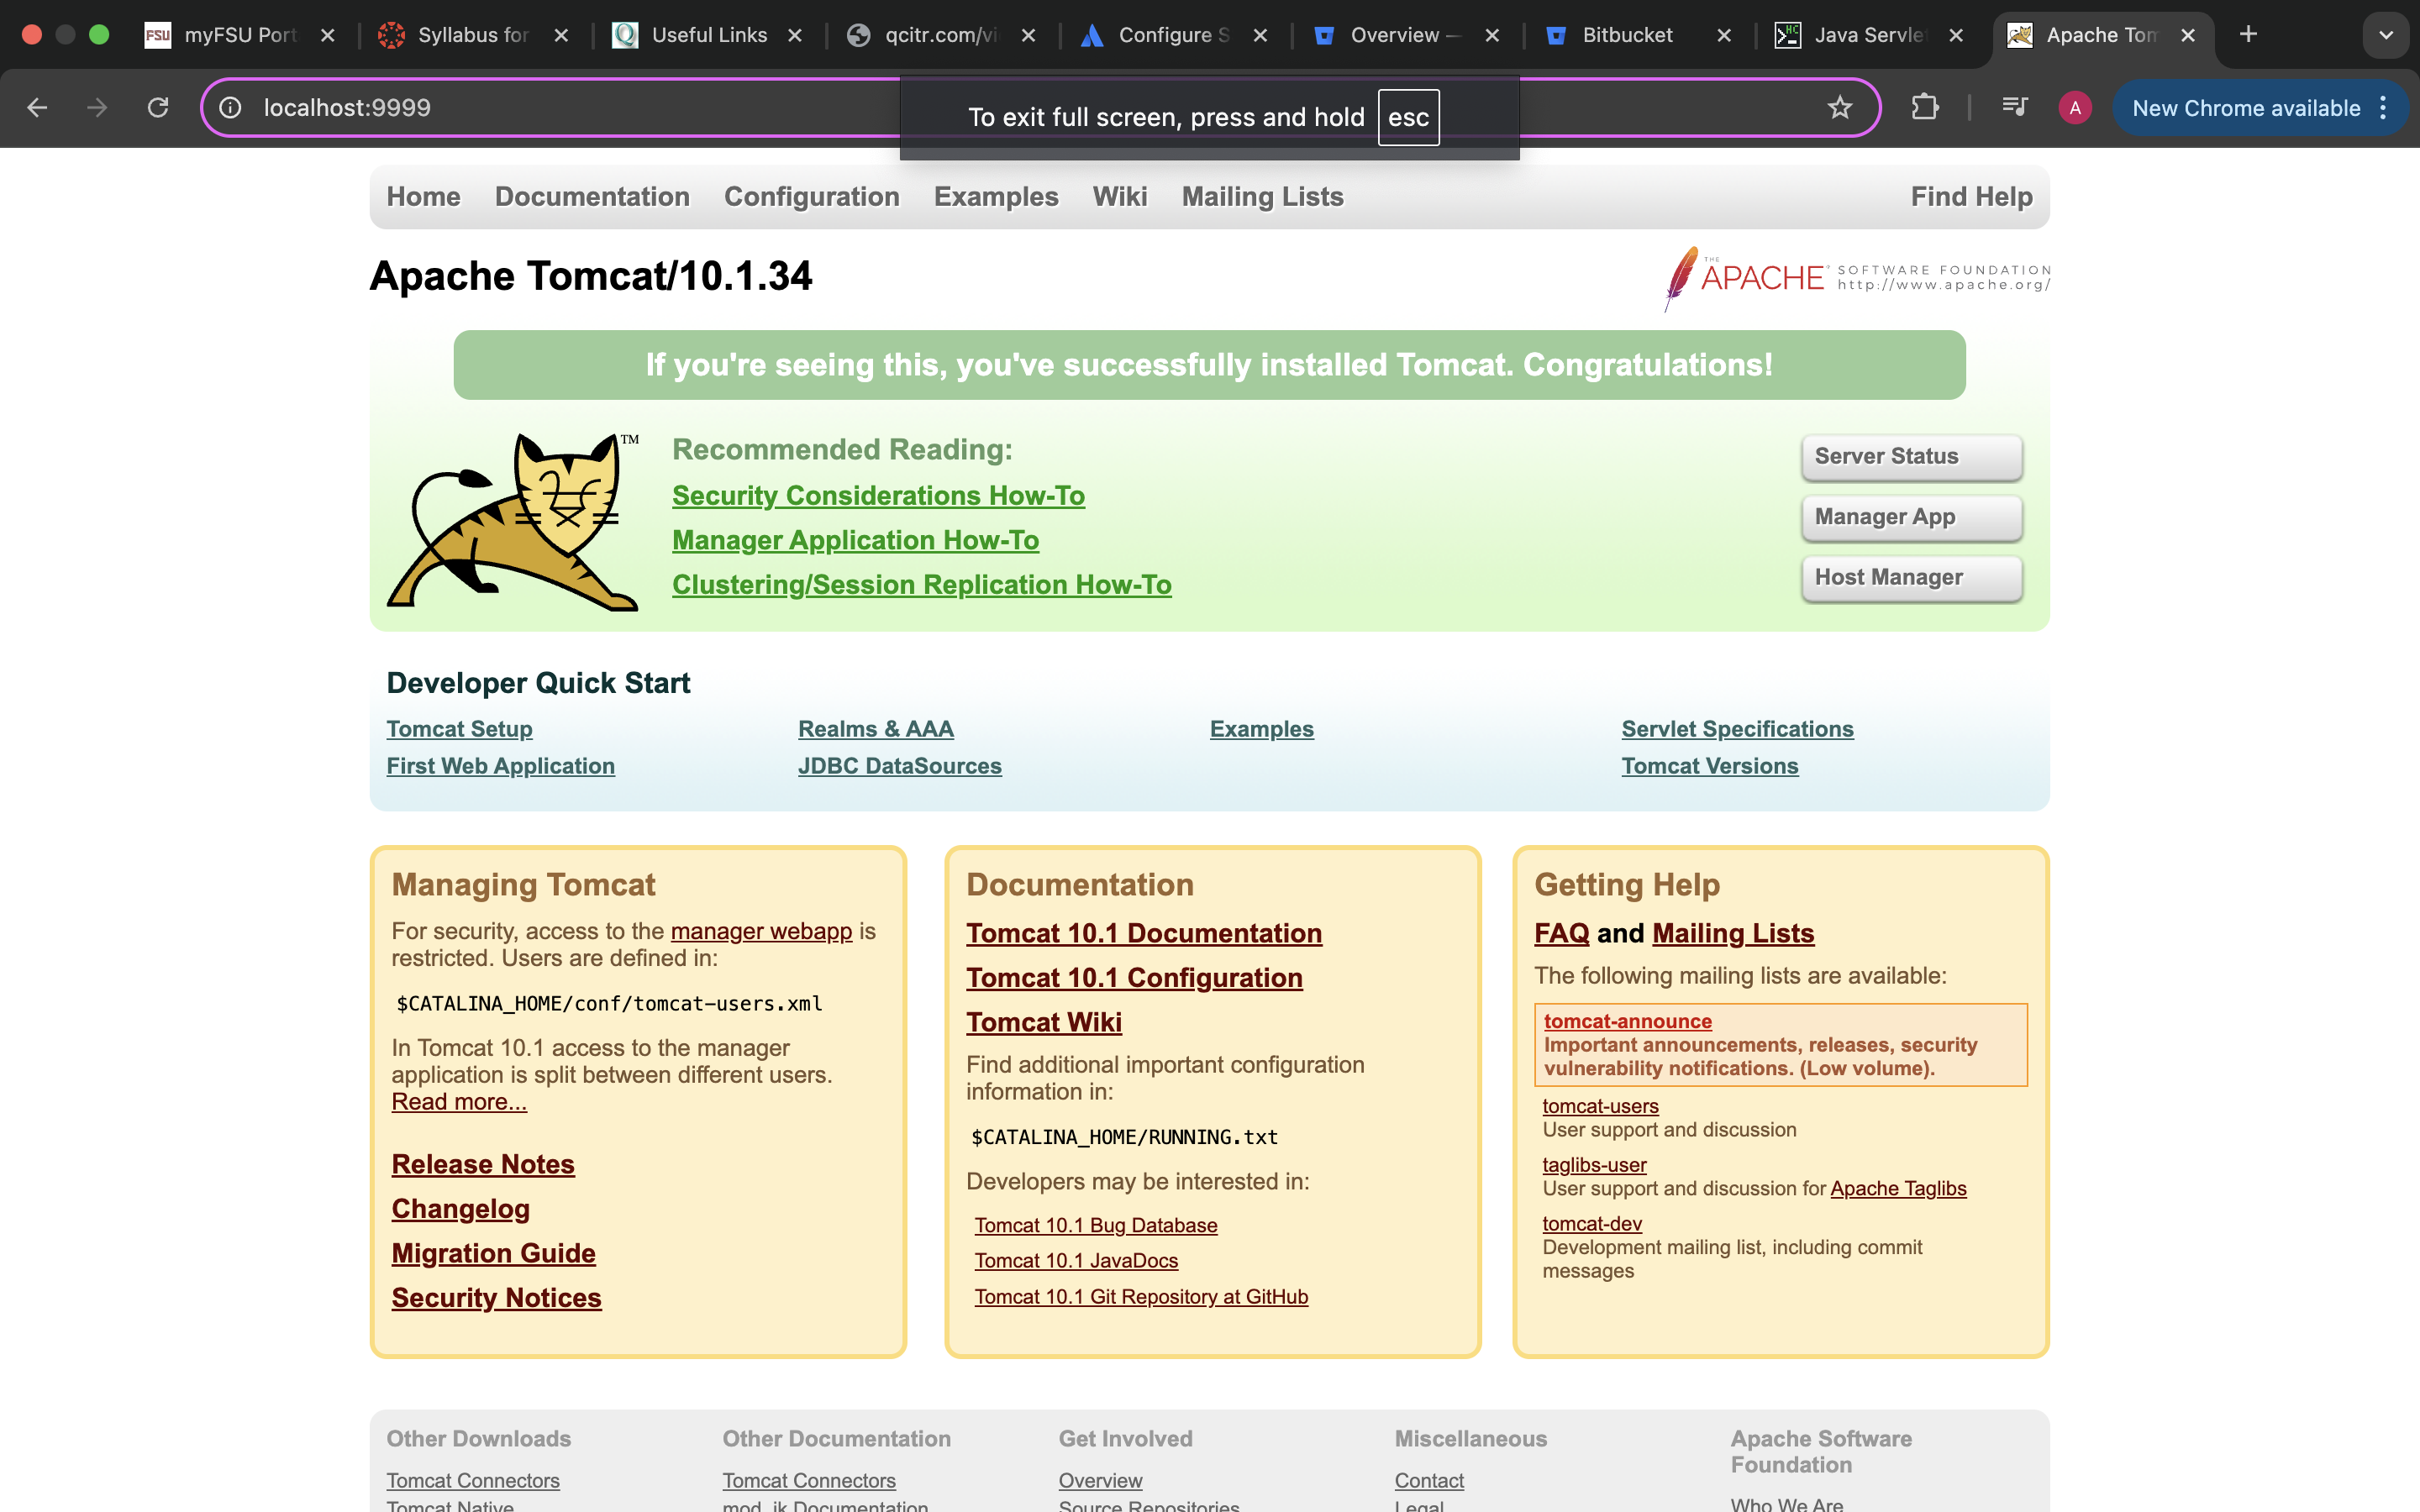 FSU myFSU Port
Syllabus for
Useful Links
qcitr.com/vi
Configure S
Overview —
Bitbucket
Java Servlet
Apache Tom
localhost:9999
To exit full screen, press and hold esc
A
New Chrome available
Home Documentation Configuration Examples Wiki Mailing Lists Find Help
Apache Tomcat/10.1.34
THE APACHE SOFTWARE FOUNDATION
http://www.apache.org/
If you're seeing this, you've successfully installed Tomcat. Congratulations!
TM
Recommended Reading:
Security Considerations How-To
Manager Application How-To
Clustering/Session Replication How-To
Server Status
Manager App
Host Manager
Developer Quick Start
Tomcat Setup
First Web Application
Realms & AAA
JDBC DataSources
Examples
Servlet Specifications
Tomcat Versions
Managing Tomcat
For security, access to the manager webapp is
restricted. Users are defined in:
$CATALINA_HOME/conf/tomcat-users.xml
In Tomcat 10.1 access to the manager
application is split between different users.
Read more...
Release Notes
Changelog
Migration Guide
Security Notices
Documentation
Tomcat 10.1 Documentation
Tomcat 10.1 Configuration
Tomcat Wiki
Find additional important configuration
information in:
$CATALINA_HOME/RUNNING.txt
Developers may be interested in:
Tomcat 10.1 Bug Database
Tomcat 10.1 JavaDocs
Tomcat 10.1 Git Repository at GitHub
Getting Help
FAQ and Mailing Lists
The following mailing lists are available:
tomcat-announce
Important announcements, releases, security
vulnerability notifications. (Low volume).
tomcat-users
User support and discussion
taglibs-user
User support and discussion for Apache Taglibs
tomcat-dev
Development mailing list, including commit
messages
Other Downloads
Tomcat Connectors
Tomcat Native
Other Documentation
Tomcat Connectors
mod_jk Documentation
Get Involved
Overview
Source Repositories
Miscellaneous
Contact
Legal
Apache Software
Foundation
Who We Are